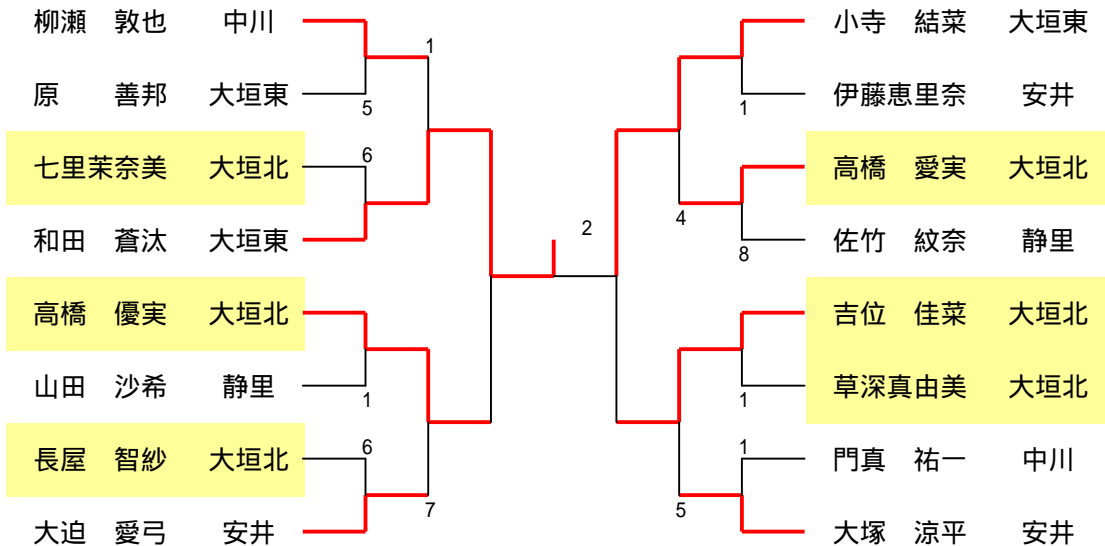 柳瀬 敦也 中川
1
原 善邦 大垣東
5
七里茉奈美 大垣北
6
和田 蒼汰 大垣東
高橋 優実 大垣北
山田 沙希 静里
1
長屋 智紗 大垣北
6
大迫 愛弓 安井
7
2
小寺 結菜 大垣東
伊藤恵里奈 安井
1
高橋 愛実 大垣北
4
佐竹 紋奈 静里
8
吉位 佳菜 大垣北
草深真由美 大垣北
1
門真 祐一 中川
1
大塚 涼平 安井
5